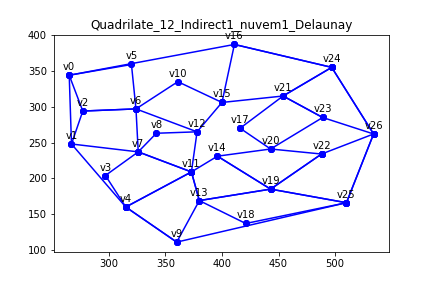 Quadrilate_12_Indirect1_nuvem1_Delaunay
400
350
300
250
200
150
100
300
350
400
450
500
v16
v5
v24
v0
v10
v21
v15
v2
v6
v23
v17
v12
v8
v26
v1
v7
v20
v14
v22
v11
v3
v19
v13
v4
v25
v18
v9